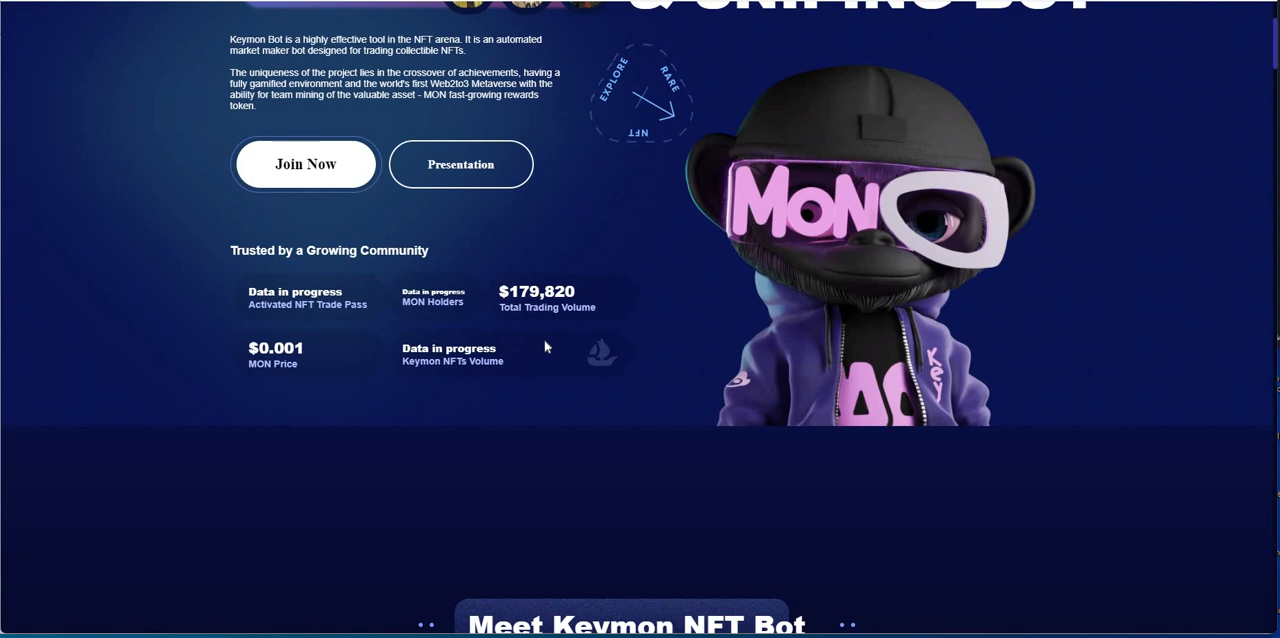 & SNIPING BOT
Keymon Bot is a highly effective tool in the NFT arena. It is an automated
market maker bot designed for trading collectible NFTs.
The uniqueness of the project lies in the crossover of achievements, having a
fully gamified environment and the world's first Web2to3 Metaverse with the
ability for team mining of the valuable asset - MON fast-growing rewards
token.
EXPLORE
RARE
NFT
Join Now
Presentation
MON
Trusted by a Growing Community
Data in progress
Activated NFT Trade Pass
Data in progress
MON Holders
$179,820
Total Trading Volume
$0.001
MON Price
Data in progress
Keymon NFTs Volume
Key
Meet Keymon NFT Bot